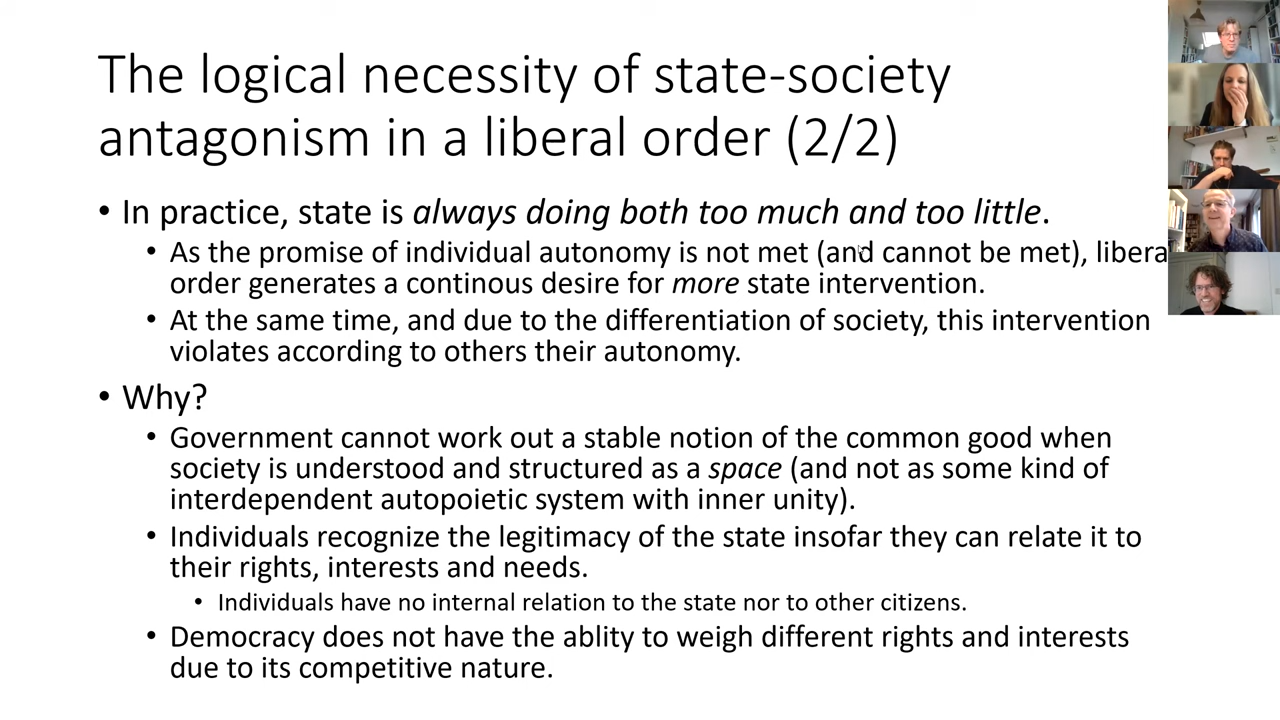 The logical necessity of state-society
antagonism in a liberal order (2/2)
• In practice, state is always doing both too much and too little.
• As the promise of individual autonomy is not met (and cannot be met), libera
order generates a continous desire for more state intervention.
• At the same time, and due to the differentiation of society, this intervention
violates according to others their autonomy.
• Why?
• Government cannot work out a stable notion of the common good when
society is understood and structured as a space (and not as some kind of
interdependent autopoietic system with inner unity).
• Individuals recognize the legitimacy of the state insofar they can relate it to
their rights, interests and needs.
• Individuals have no internal relation to the state nor to other citizens.
• Democracy does not have the ablity to weigh different rights and interests
due to its competitive nature.